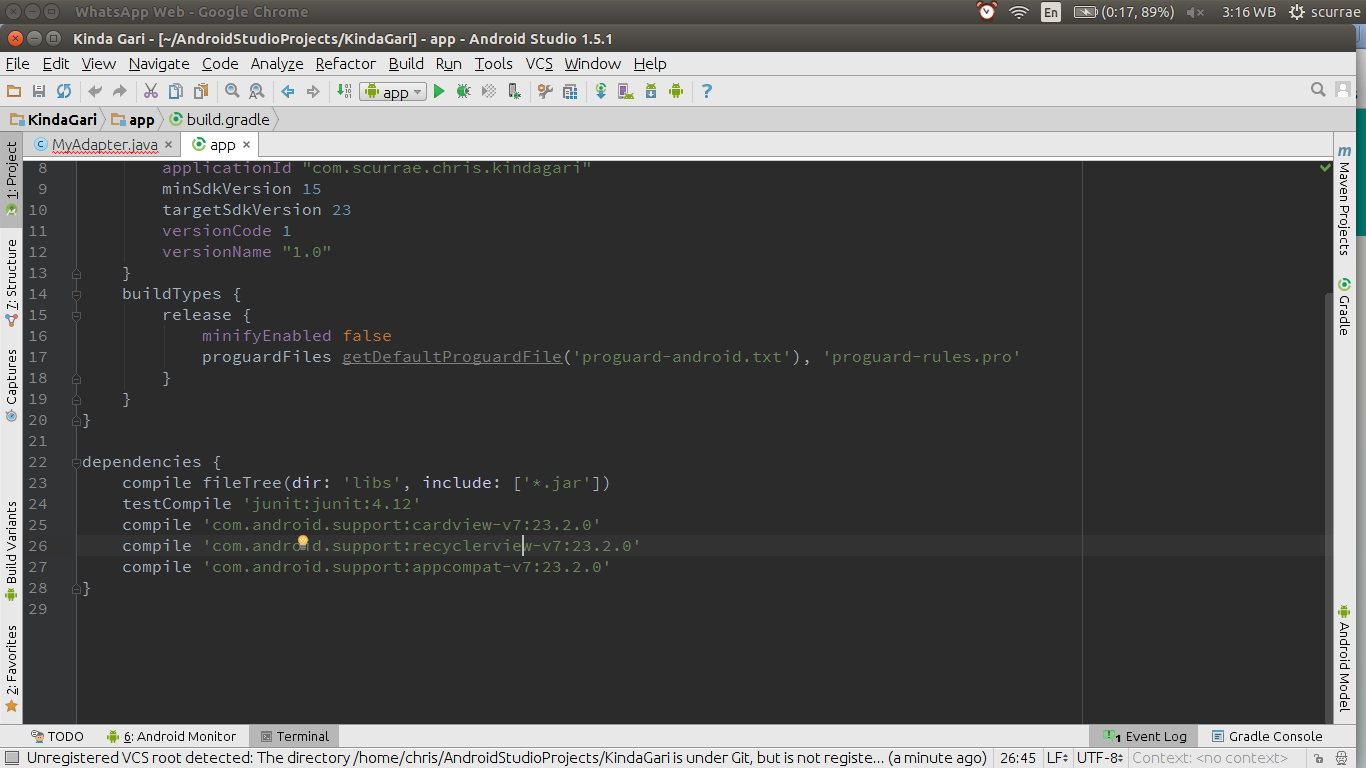 WhatsApp Web - Google Chrome
En (0:17, 89%) 3:16 WB scurrae
Kinda Gari - [~/AndroidStudioProjects/KindaGari] - app - Android Studio 1.5.1
File Edit View Navigate Code Analyze Refactor Build Run Tools VCS Window Help
app
KindaGari app build.gradle
MyAdapter.java app
8 applicationId "com.scurrae.chris.kindagari"
9 minSdkVersion 15
10 targetSdkVersion 23
11 versionCode 1
12 versionName "1.0"
13 }
14 buildTypes {
15 release {
16 minifyEnabled false
17 proguardFiles getDefaultProguardFile('proguard-android.txt'), 'proguard-rules.pro'
18 }
19 }
20 }
21
22 dependencies {
23 compile fileTree(dir: 'libs', include: ['*.jar'])
24 testCompile 'junit:junit:4.12'
25 compile 'com.android.support:cardview-v7:23.2.0'
26 compile 'com.android.support:recyclerview-v7:23.2.0'
27 compile 'com.android.support:appcompat-v7:23.2.0'
28 }
29
1: Project
7: Structure
Captures
Build Variants
2: Favorites
Maven Projects
Gradle
Android Model
TODO 6: Android Monitor Terminal 1 Event Log Gradle Console
Unregistered VCS root detected: The directory /home/chris/AndroidStudioProjects/KindaGari is under Git, but is not registe... (a minute ago) 26:45 LF UTF-8 Context: <no context>